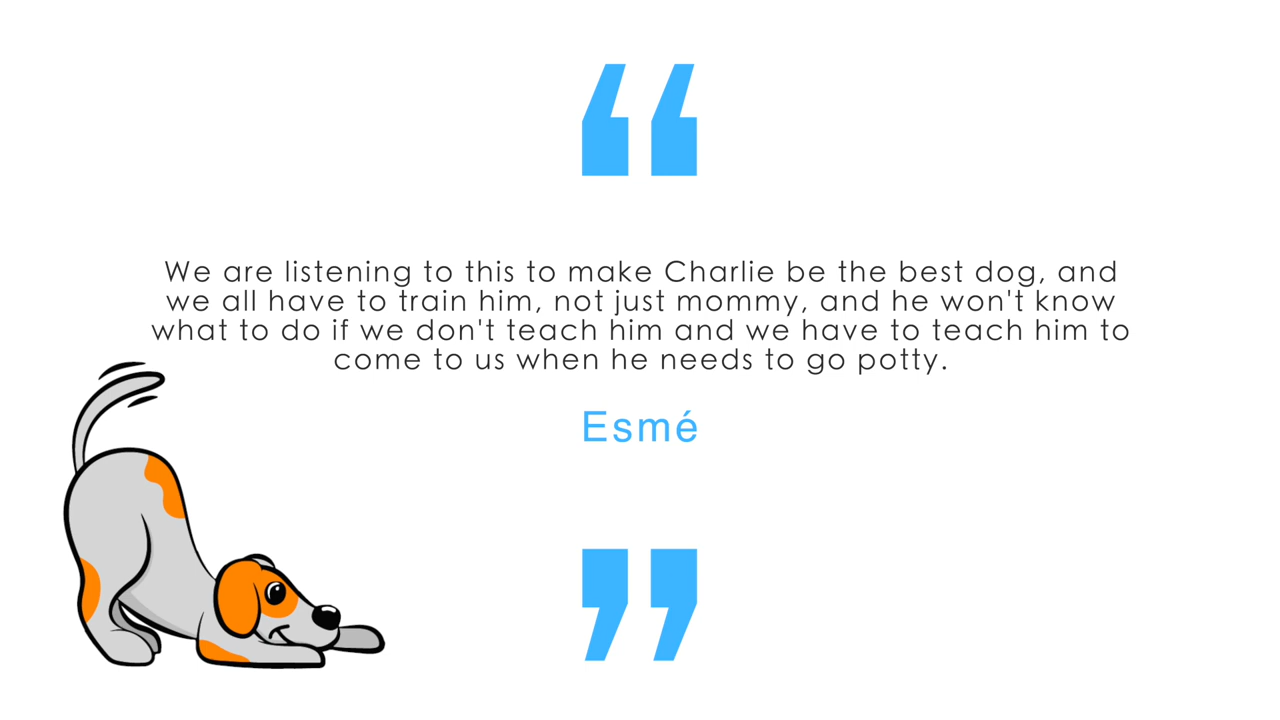 “
We are listening to this to make Charlie be the best dog, and
we all have to train him, not just mommy, and he won't know
what to do if we don't teach him and we have to teach him to
come to us when he needs to go potty.
Esmé
”